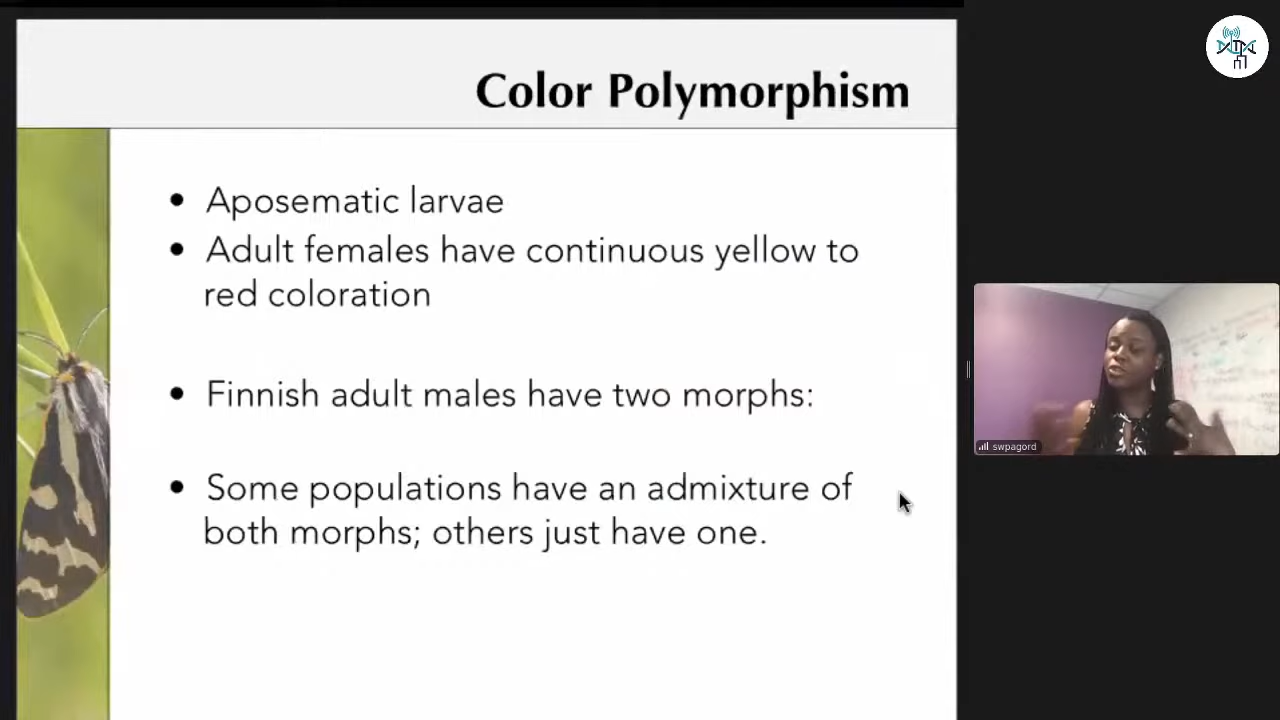 Color Polymorphism
• Aposematic larvae
• Adult females have continuous yellow to
red coloration
• Finnish adult males have two morphs:
• Some populations have an admixture of
both morphs; others just have one.
swpagord